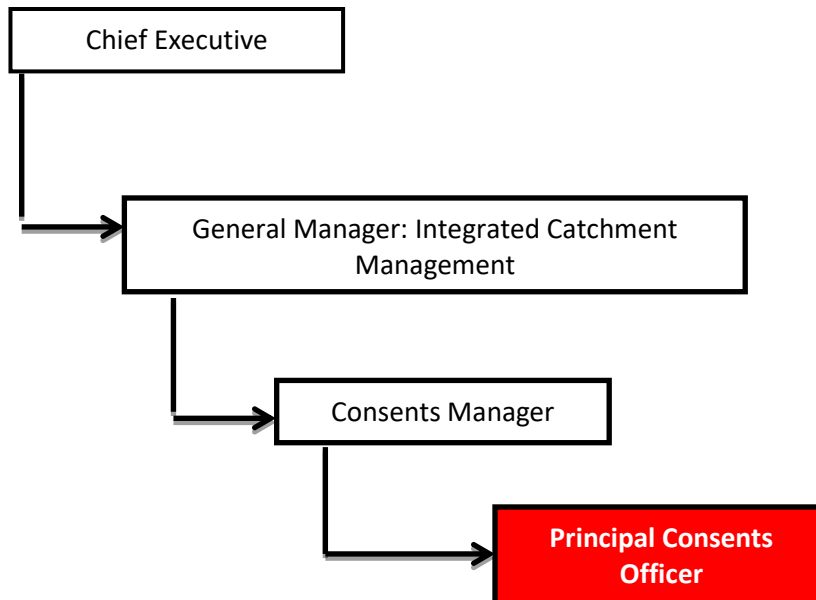 Chief Executive
General Manager: Integrated Catchment
Management
Consents Manager
Principal Consents
Officer